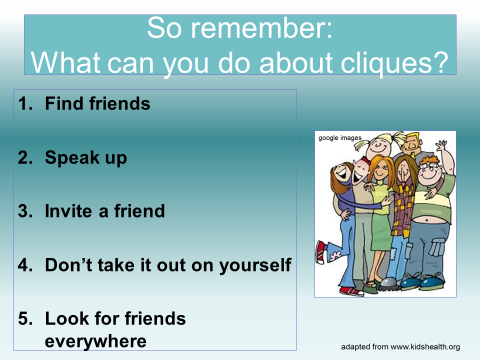 So remember:
What can you do about cliques?
1. Find friends
2. Speak up
3. Invite a friend
4. Don’t take it out on yourself
5. Look for friends
everywhere
google images
adapted from www.kidshealth.org